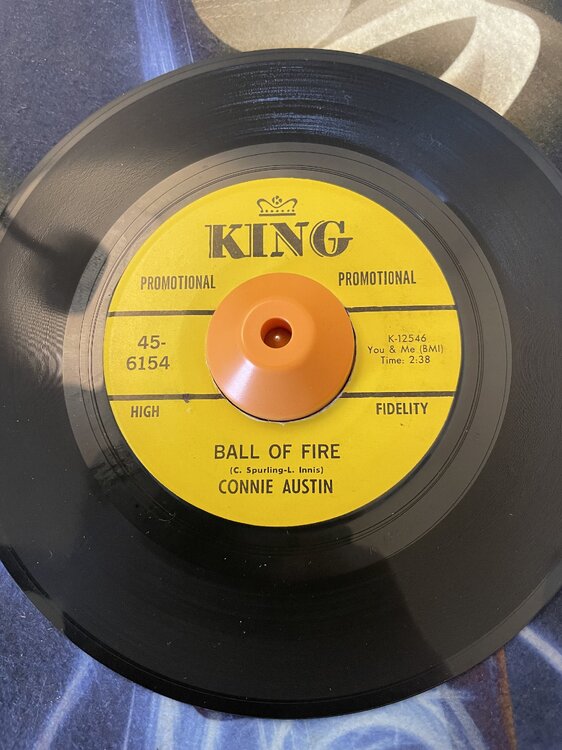 K
KING
PROMOTIONAL PROMOTIONAL
45-
6154
K-12546
You & Me (BMI)
Time: 2:38
HIGH FIDELITY
BALL OF FIRE
(C. Spurling-L. Innis)
CONNIE AUSTIN